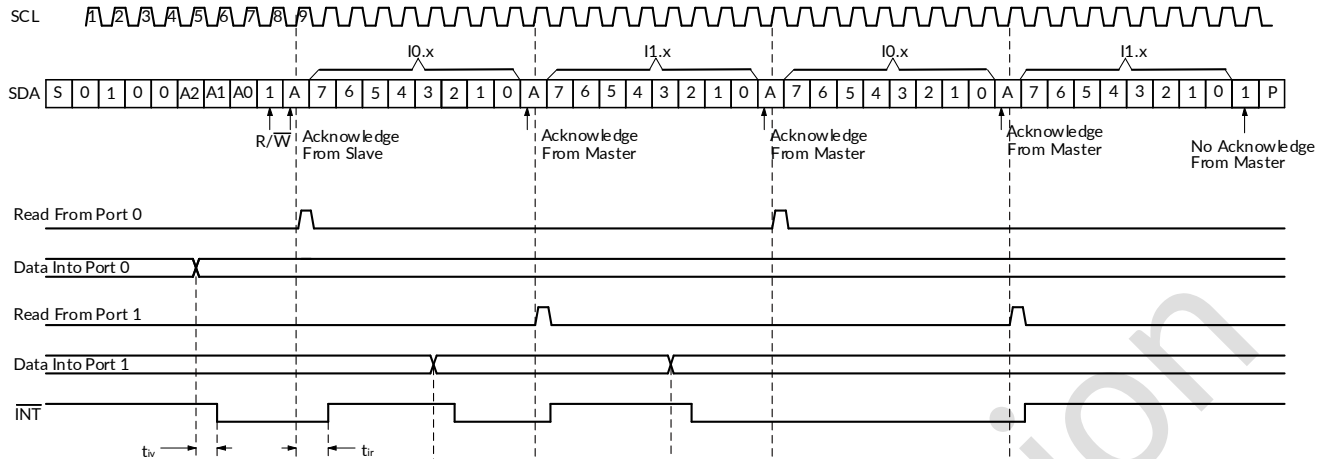 SCL 1 2 3 4 5 6 7 8 9
I0.x I1.x I0.x I1.x
SDA S 0 1 0 0 A2 A1 A0 1 A 7 6 5 4 3 2 1 0 A 7 6 5 4 3 2 1 0 A 7 6 5 4 3 2 1 0 A 7 6 5 4 3 2 1 0 1 P
R/W
Acknowledge
From Slave
Acknowledge
From Master
Acknowledge
From Master
Acknowledge
From Master
No Acknowledge
From Master
Read From Port 0
Data Into Port 0
Read From Port 1
Data Into Port 1
INT
tiv tir